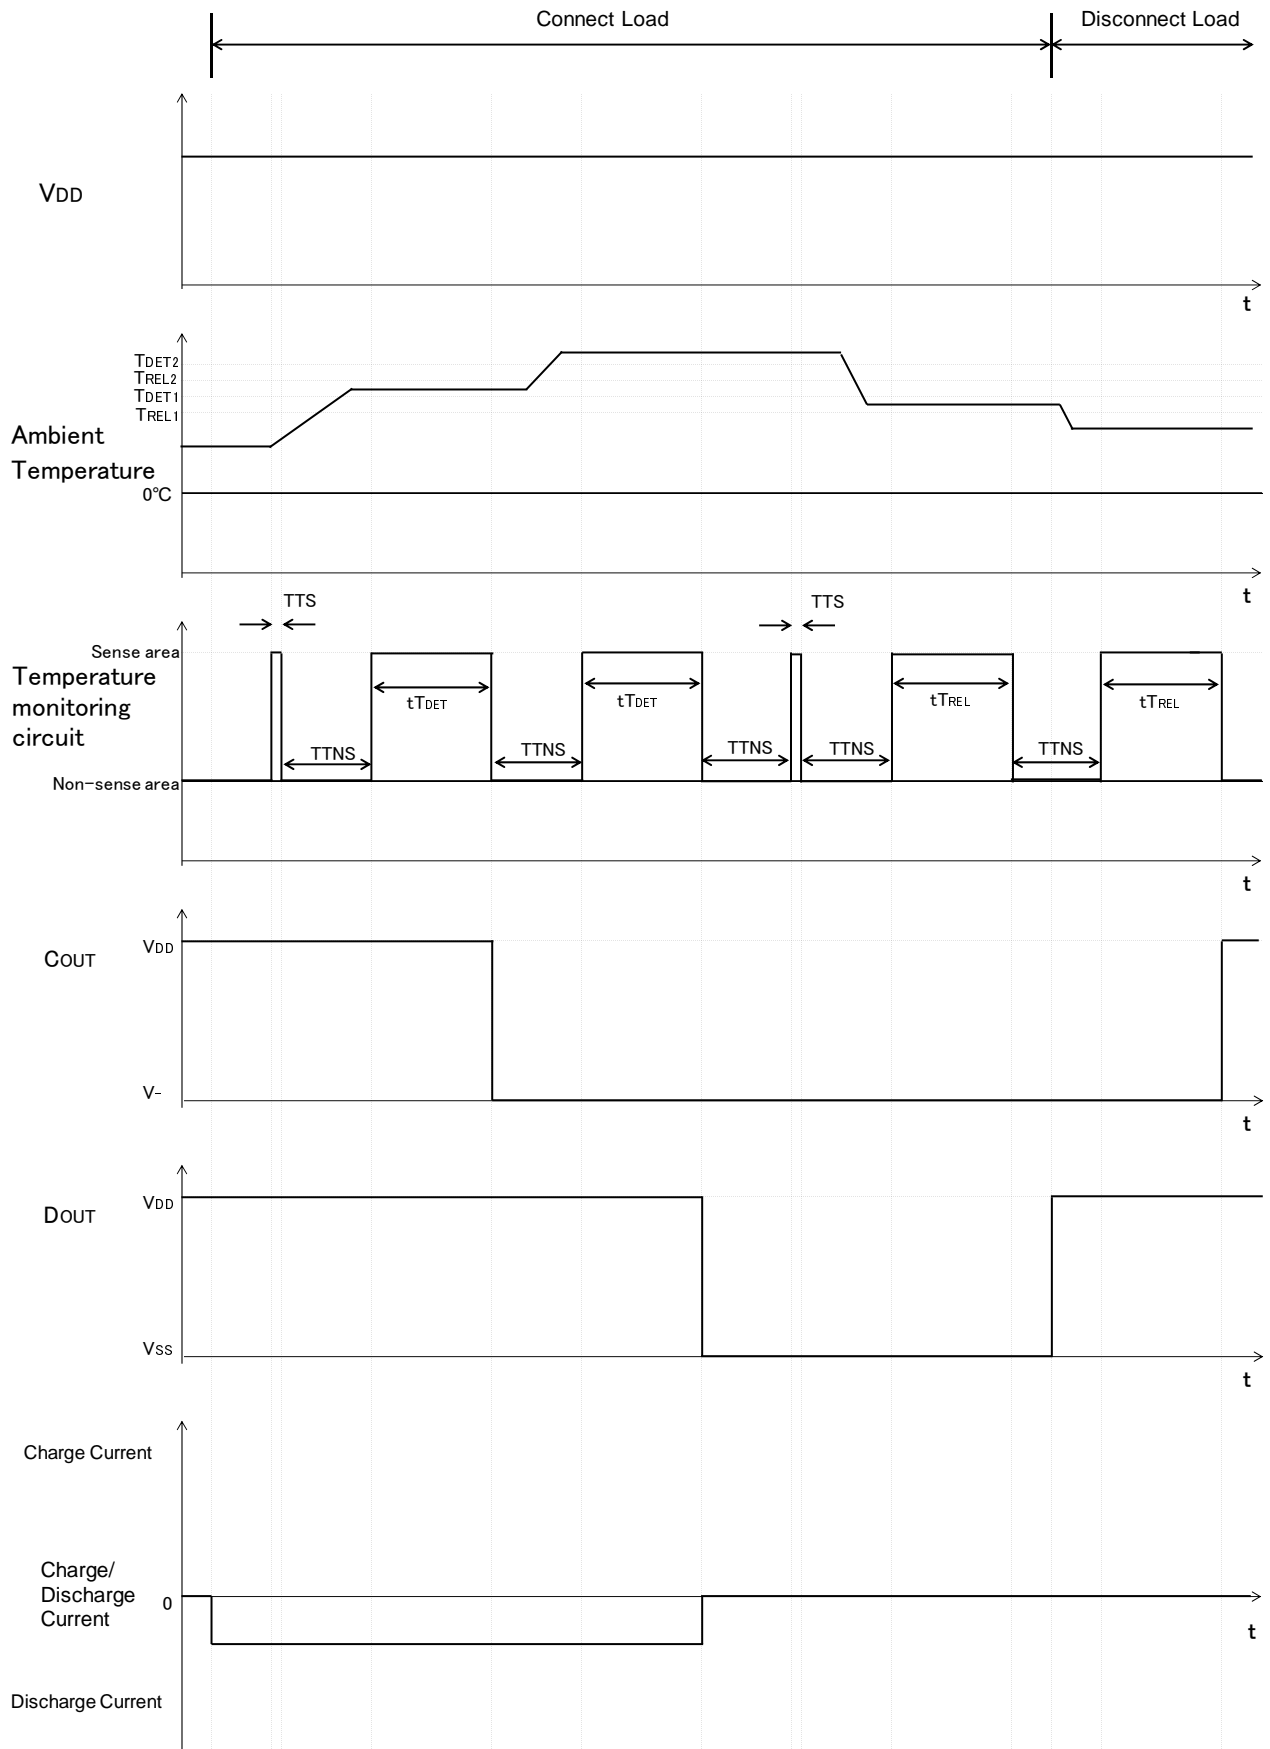 Connect Load
Disconnect Load
VDD
t
TDET2
TREL2
TDET1
TREL1
Ambient
Temperature
0℃
t
TTS
TTS
Sense area
Temperature
monitoring
circuit
tTDET
tTDET
tTREL
tTREL
TTNS
TTNS
TTNS
TTNS
TTNS
Non-sense area
t
COUT
VDD
V-
t
DOUT
VDD
VSS
t
Charge Current
Charge/
Discharge
Current
0
t
Discharge Current